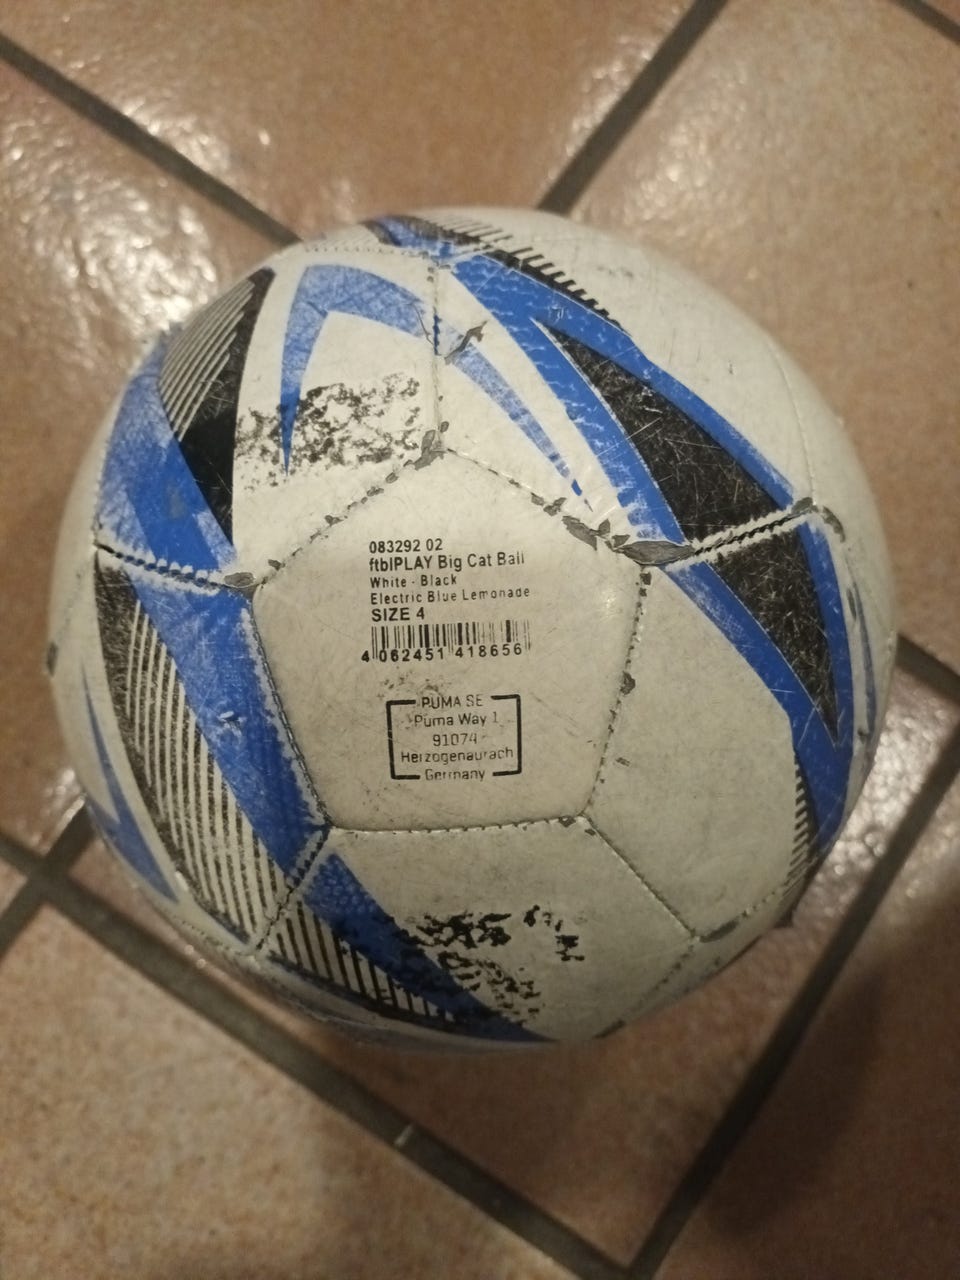 083292 02
ftblPLAY Big Cat Ball
White - Black
Electric Blue Lemonade
SIZE 4
4 062451 418656
PUMA SE
Puma Way 1
91074
Herzogenaurach
Germany